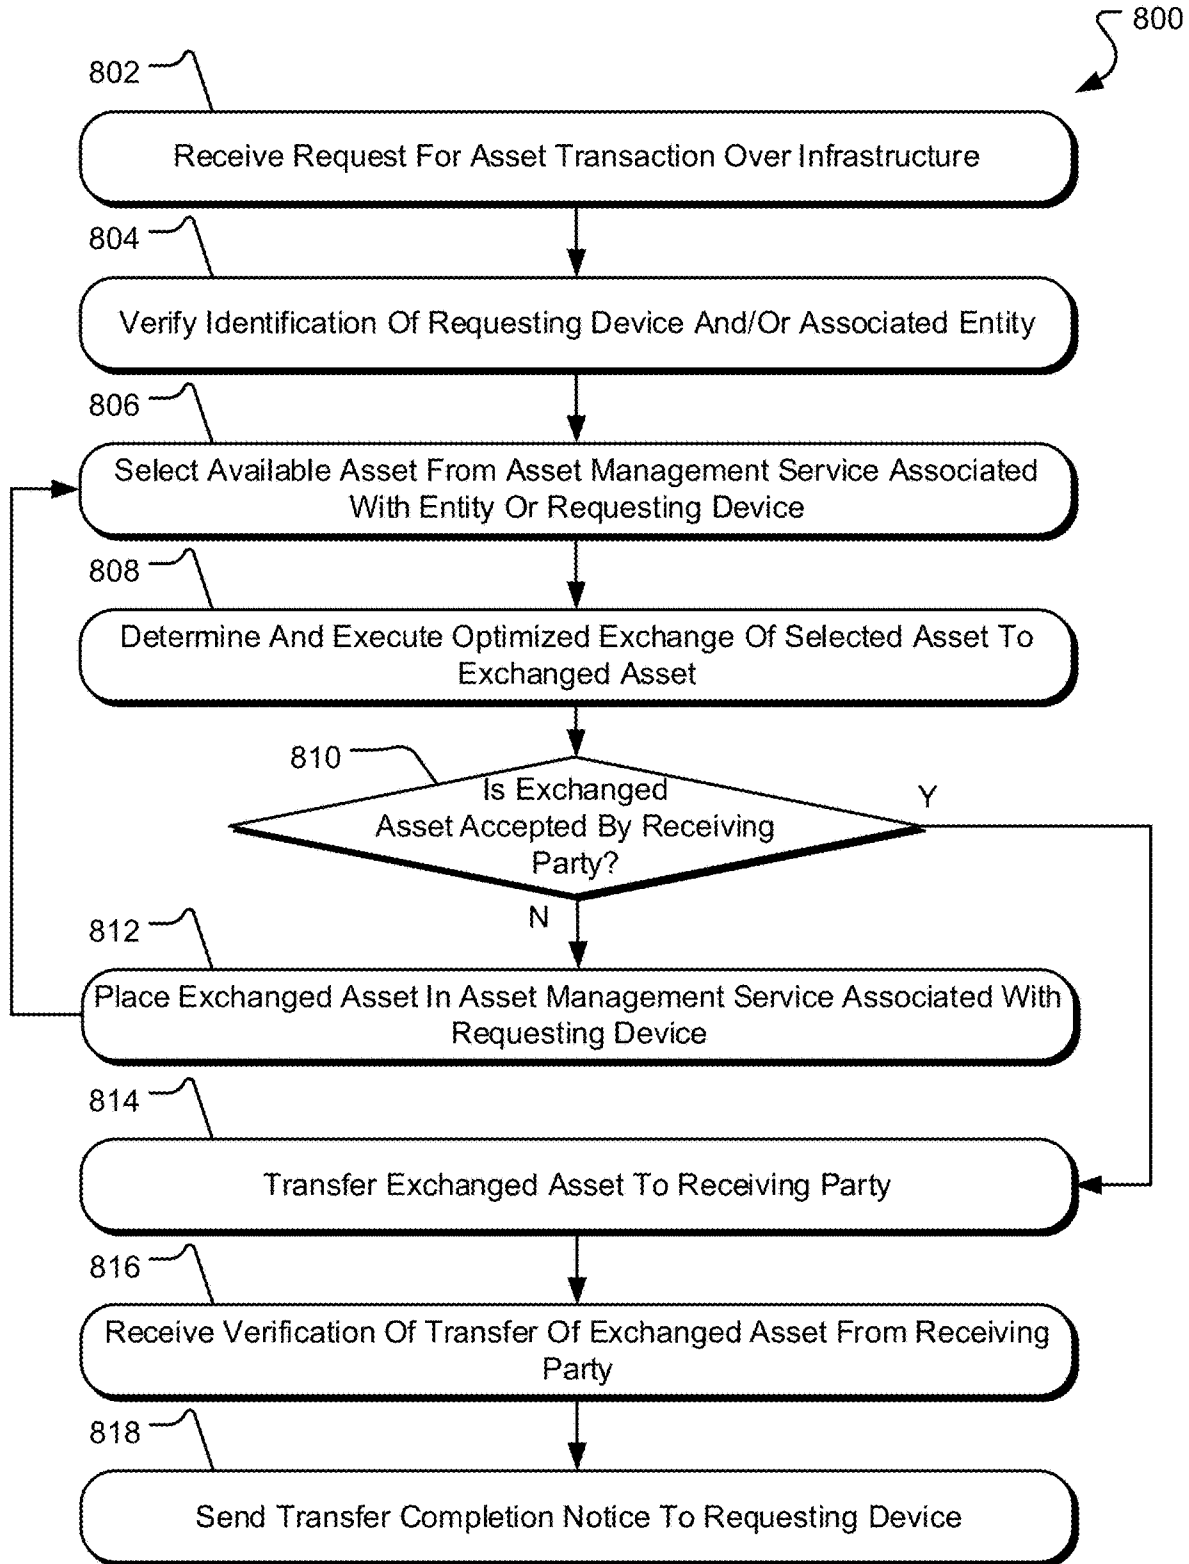 800
802
Receive Request For Asset Transaction Over Infrastructure
804
Verify Identification Of Requesting Device And/Or Associated Entity
806
Select Available Asset From Asset Management Service Associated
With Entity Or Requesting Device
808
Determine And Execute Optimized Exchange Of Selected Asset To
Exchanged Asset
810
Is Exchanged
Asset Accepted By Receiving
Party?
Y
N
812
Place Exchanged Asset In Asset Management Service Associated With
Requesting Device
814
Transfer Exchanged Asset To Receiving Party
816
Receive Verification Of Transfer Of Exchanged Asset From Receiving
Party
818
Send Transfer Completion Notice To Requesting Device